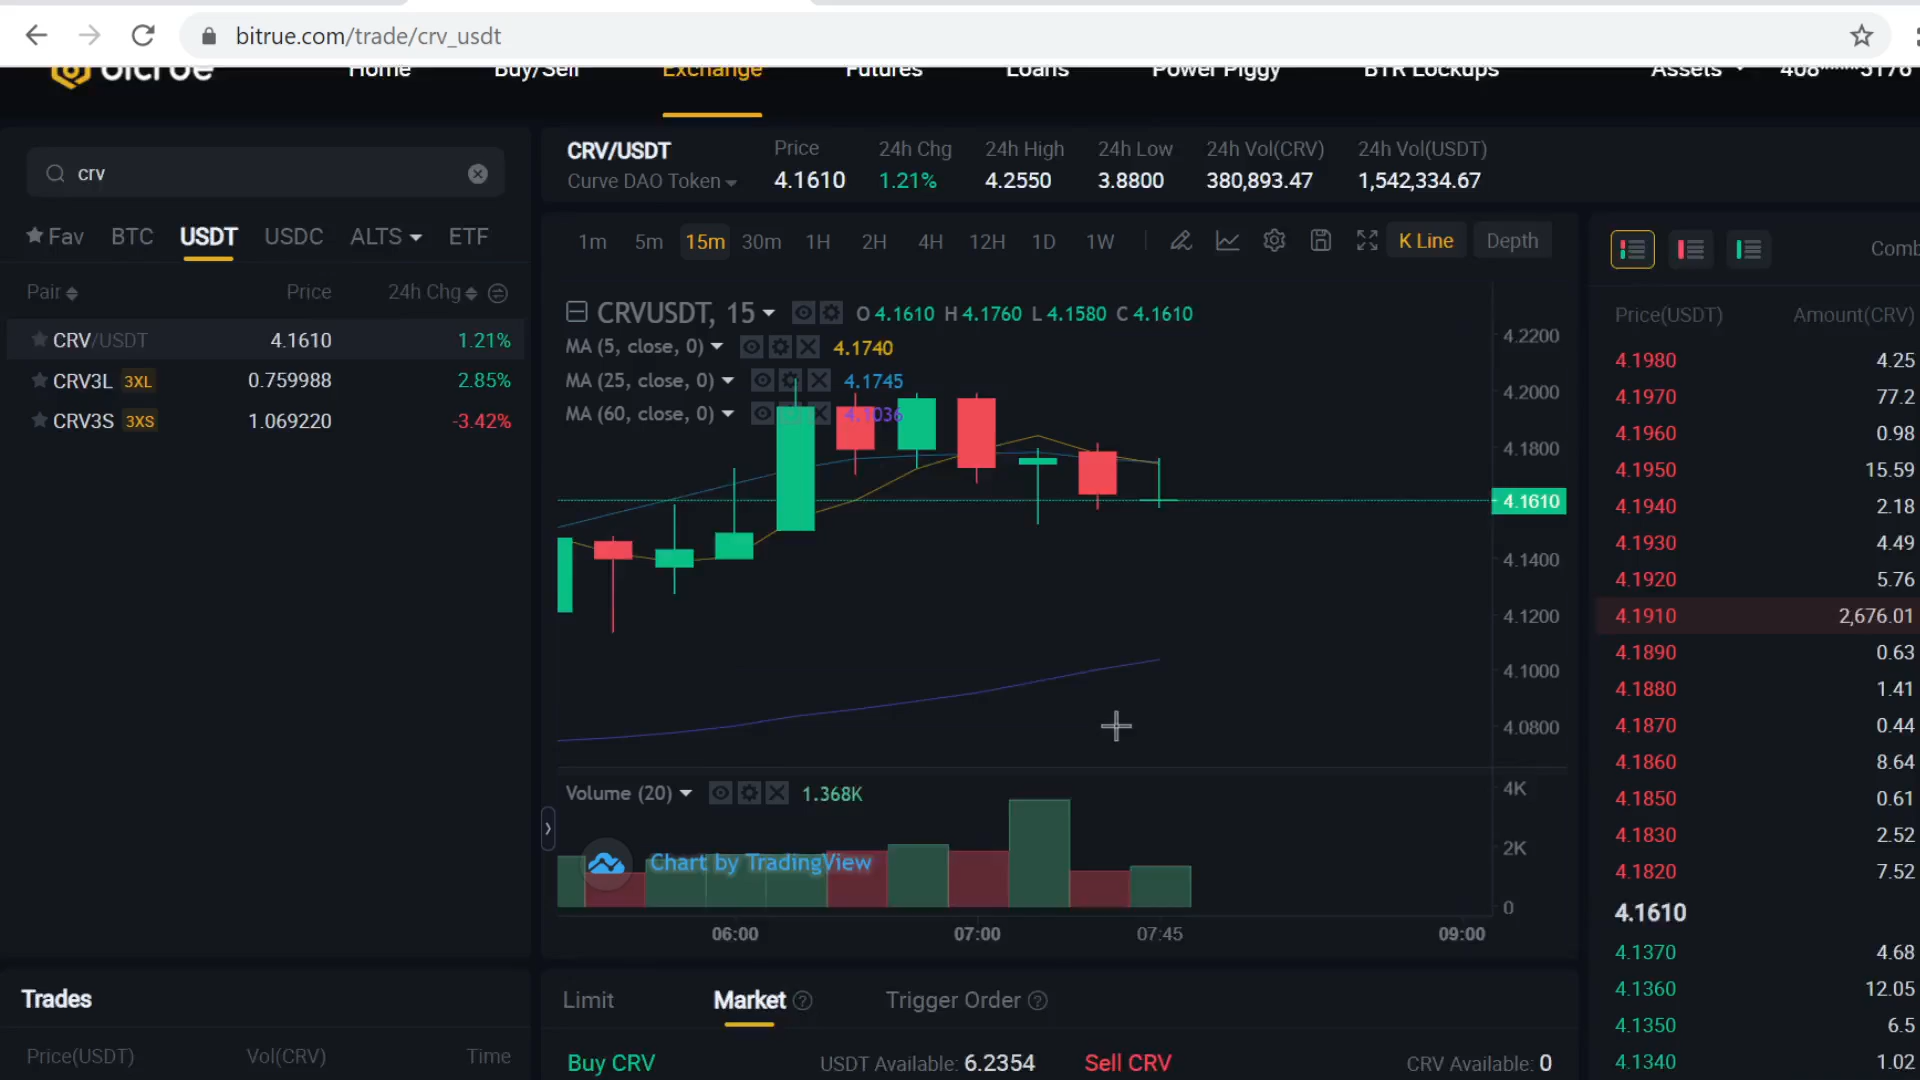 bitrue.com/trade/crv_usdt
bitrue Home Buy/Sell Exchange Futures Loans Power Piggy BTR Lockups Assets 408****5176
crv
Fav BTC USDT USDC ALTS ETF
Pair Price 24h Chg
CRV/USDT 4.1610 1.21%
CRV3L 3XL 0.759988 2.85%
CRV3S 3XS 1.069220 -3.42%
CRV/USDT
Curve DAO Token
Price 24h Chg 24h High 24h Low 24h Vol(CRV) 24h Vol(USDT)
4.1610 1.21% 4.2550 3.8800 380,893.47 1,542,334.67
1m 5m 15m 30m 1H 2H 4H 12H 1D 1W K Line Depth
CRVUSDT, 15 O 4.1610 H 4.1760 L 4.1580 C 4.1610
MA (5, close, 0) 4.1740
MA (25, close, 0) 4.1745
MA (60, close, 0) 4.1036
4.2200
4.2000
4.1800
4.1610
4.1400
4.1200
4.1000
4.0800
Volume (20) 1.368K
4K
2K
0
Chart by TradingView
06:00 07:00 07:45 09:00
Price(USDT) Amount(CRV)
4.1980 4.25
4.1970 77.2
4.1960 0.98
4.1950 15.59
4.1940 2.18
4.1930 4.49
4.1920 5.76
4.1910 2,676.01
4.1890 0.63
4.1880 1.41
4.1870 0.44
4.1860 8.64
4.1850 0.61
4.1830 2.52
4.1820 7.52
4.1610
4.1370 4.68
4.1360 12.05
4.1350 6.5
4.1340 1.02
Trades
Price(USDT) Vol(CRV) Time
Limit Market Trigger Order
Buy CRV USDT Available: 6.2354 Sell CRV CRV Available: 0